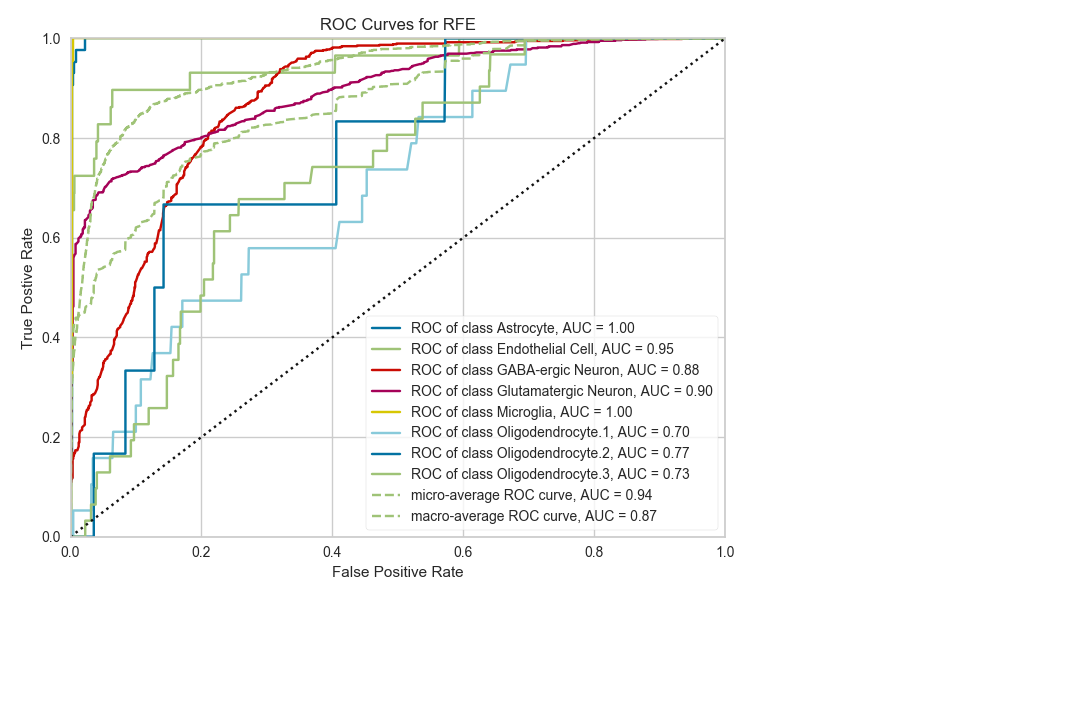 ROC Curves for RFE
True Postive Rate
1.0
0.8
0.6
0.4
0.2
0.0
ROC of class Astrocyte, AUC = 1.00
ROC of class Endothelial Cell, AUC = 0.95
ROC of class GABA-ergic Neuron, AUC = 0.88
ROC of class Glutamatergic Neuron, AUC = 0.90
ROC of class Microglia, AUC = 1.00
ROC of class Oligodendrocyte.1, AUC = 0.70
ROC of class Oligodendrocyte.2, AUC = 0.77
ROC of class Oligodendrocyte.3, AUC = 0.73
micro-average ROC curve, AUC = 0.94
macro-average ROC curve, AUC = 0.87
0.0 0.2 0.4 0.6 0.8 1.0
False Positive Rate